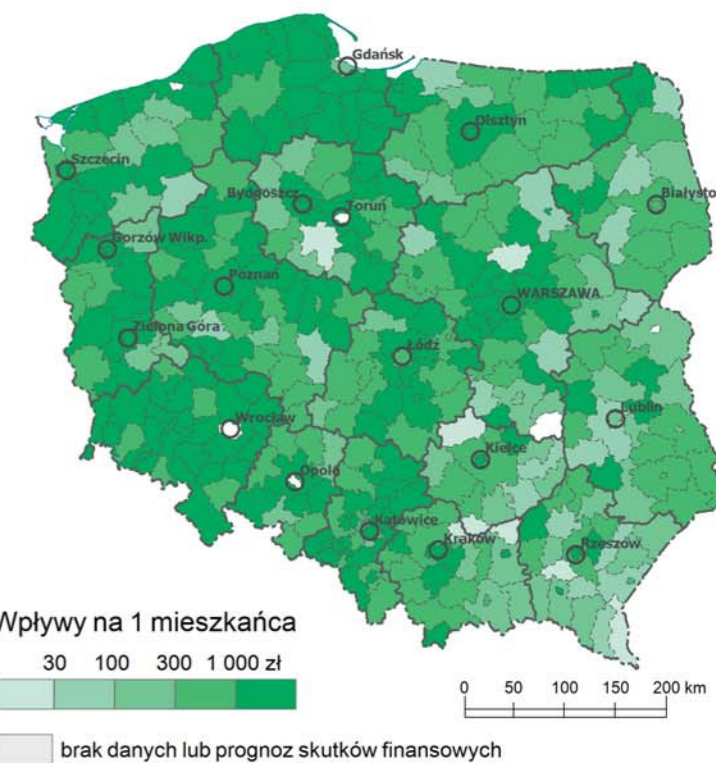 Gdańsk
Olsztyn
Szczecin
Bydgoszcz
Toruń
Białysto
Gorzów Wlkp.
Poznań
WARSZAWA
Zielona Góra
Łódź
Wrocław
Lublin
Kielce
Opole
Katowice
Kraków
Rzeszów
Wpływy na 1 mieszkańca
30 100 300 1 000 zł
0 50 100 150 200 km
brak danych lub prognoz skutków finansowych